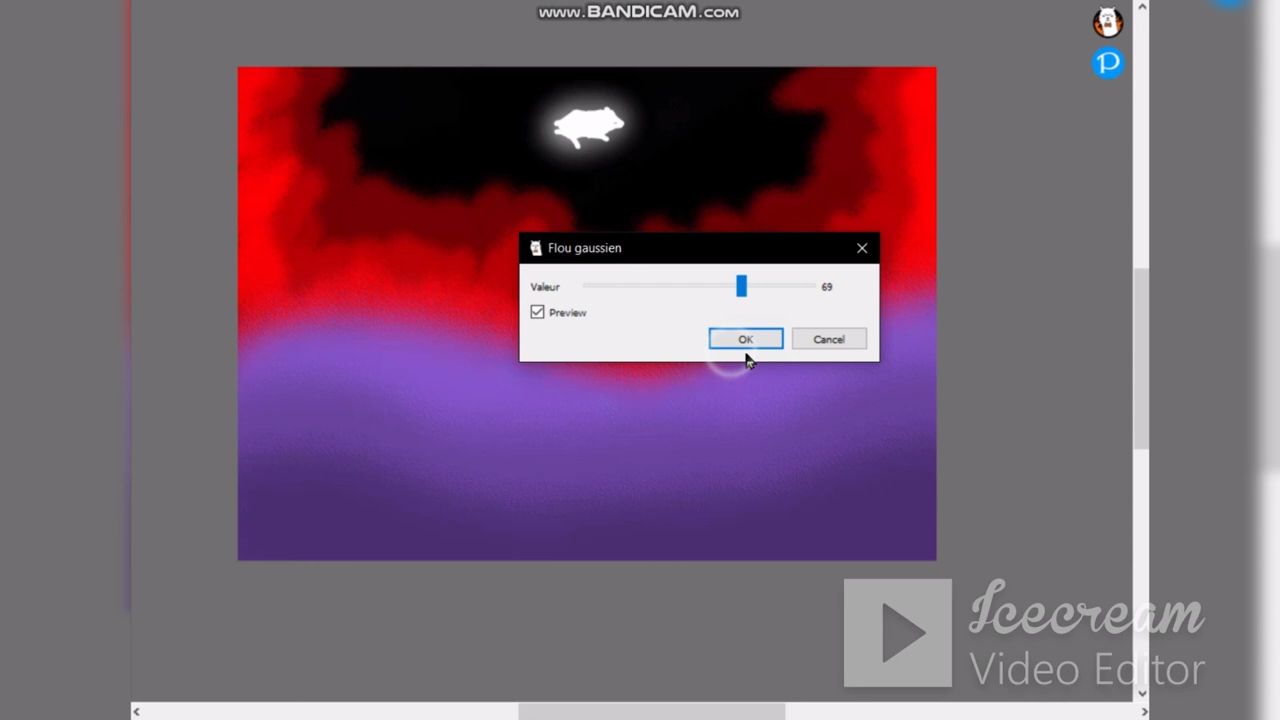 www.BANDICAM.com
P
Flou gaussien
Valeur
69
Preview
OK
Cancel
Icecream
Video Editor